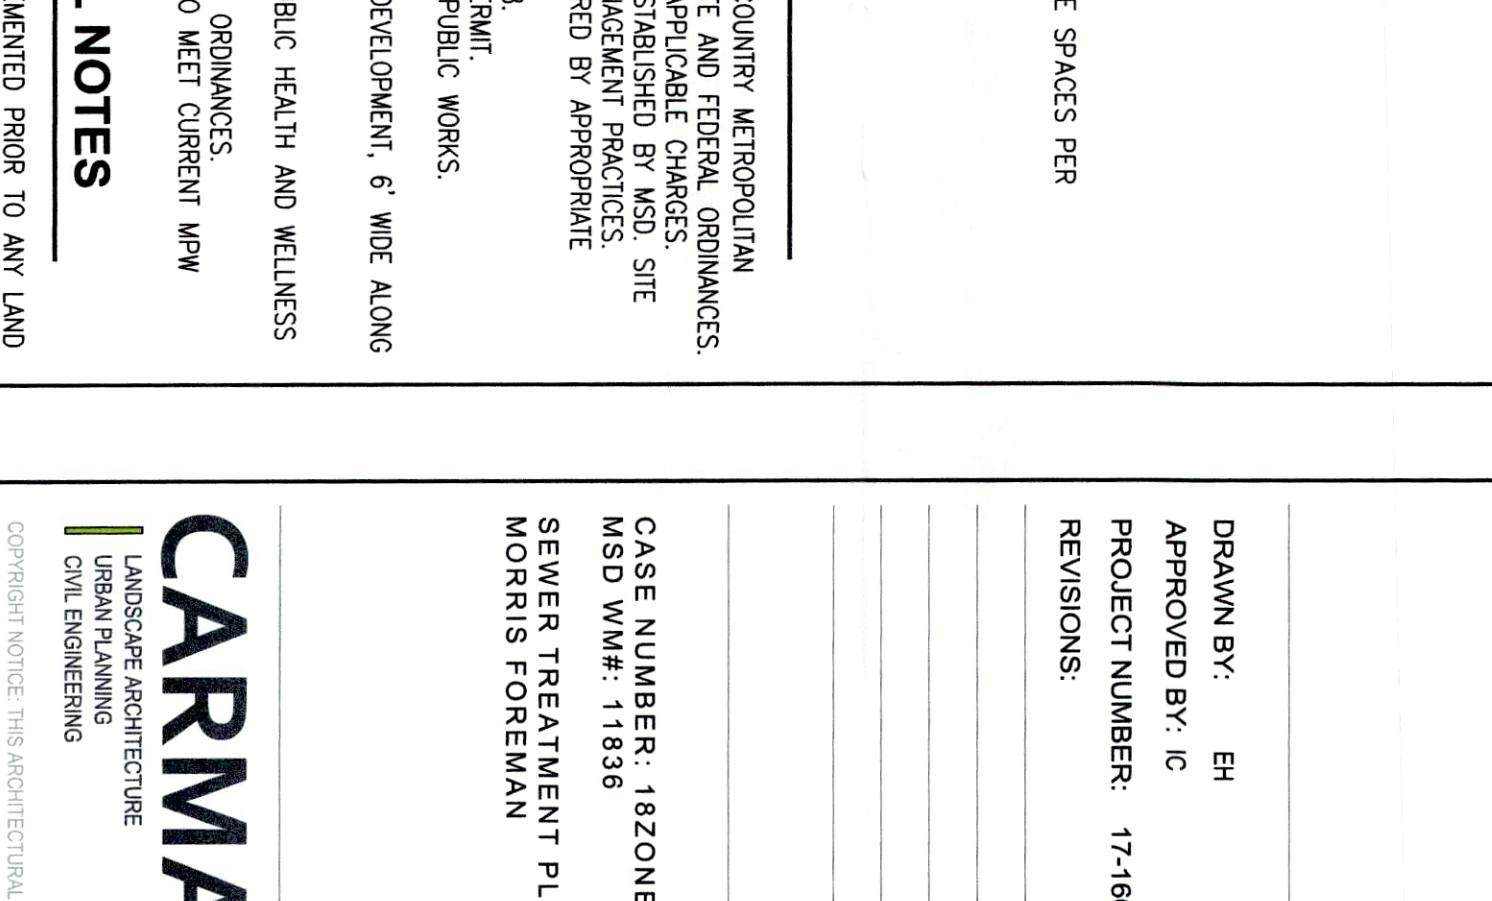 E SPACES PER
COUNTRY METROPOLITAN
TE AND FEDERAL ORDINANCES.
APPLICABLE CHARGES.
STABLISHED BY MSD. SITE
NAGEMENT PRACTICES.
RED BY APPROPRIATE
RMIT.
PUBLIC WORKS.
DEVELOPMENT, 6' WIDE ALONG
BLIC HEALTH AND WELLNESS
ORDINANCES.
O MEET CURRENT MPW
NOTES
EMENTED PRIOR TO ANY LAND
DRAWN BY: EH
APPROVED BY: IC
PROJECT NUMBER: 17-16
REVISIONS:
CASE NUMBER: 18ZONE
MSD WM#: 11836
SEWER TREATMENT PL
MORRIS FOREMAN
CARMA
LANDSCAPE ARCHITECTURE
URBAN PLANNING
CIVIL ENGINEERING
COPYRIGHT NOTICE: THIS ARCHITECTURAL